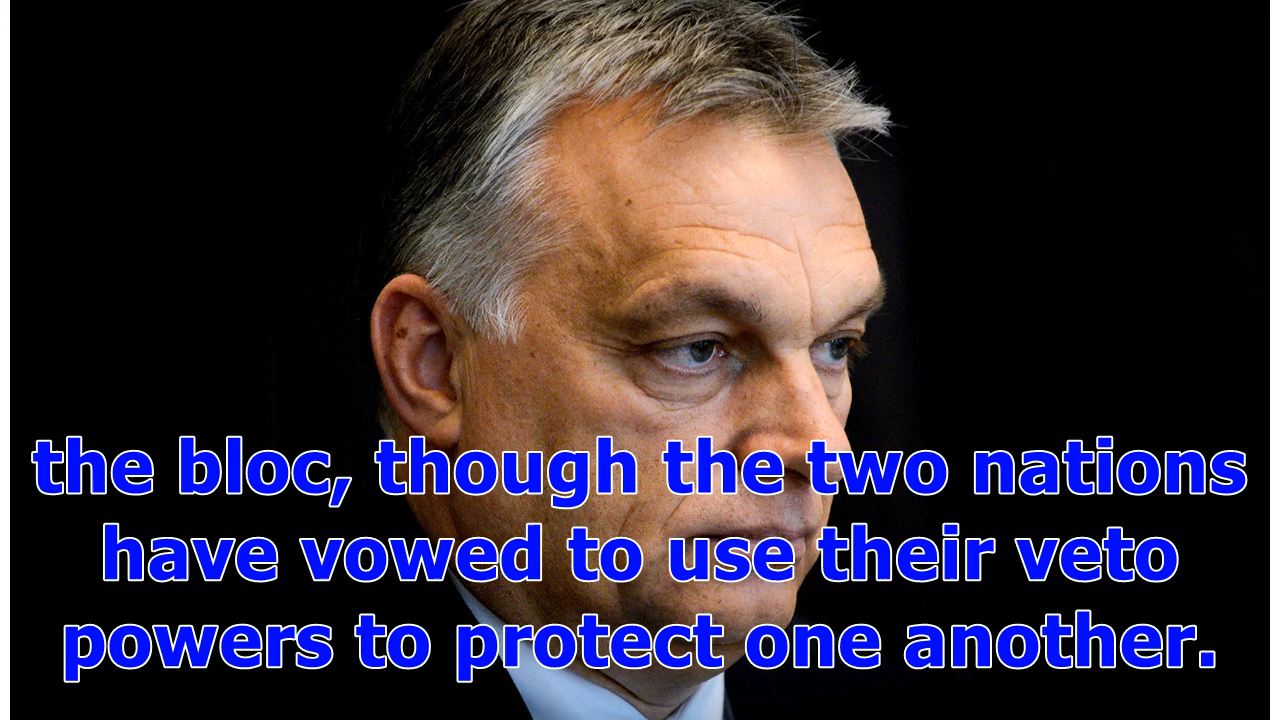 the bloc, though the two nations
have vowed to use their veto
powers to protect one another.